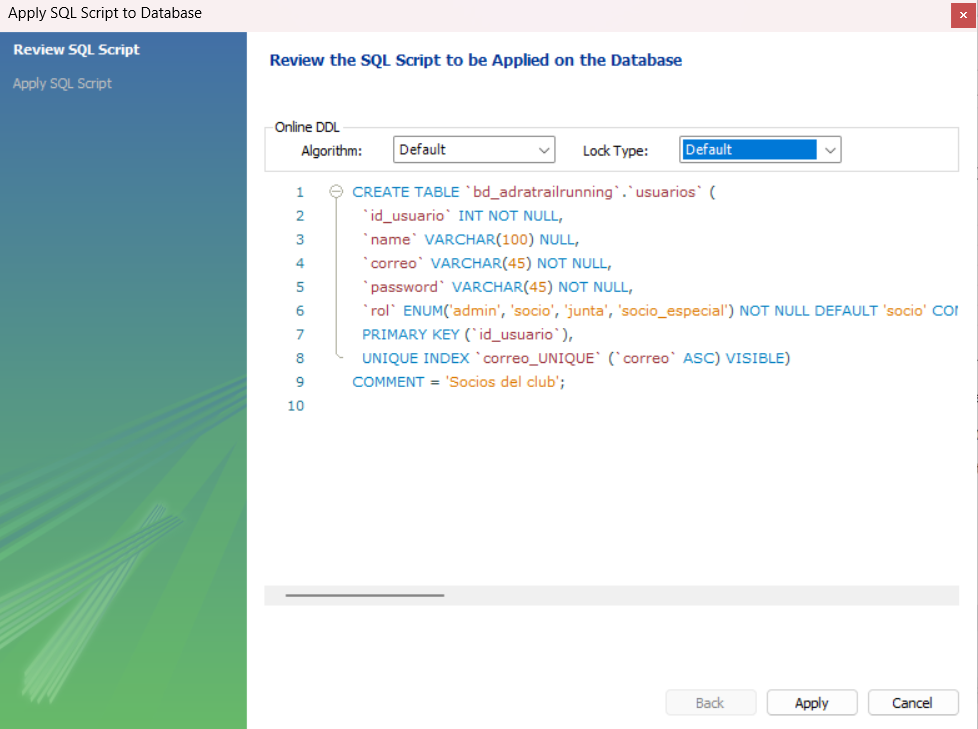 Apply SQL Script to Database
Review SQL Script
Apply SQL Script
Review the SQL Script to be Applied on the Database
Online DDL
Algorithm: Default Lock Type: Default
1 CREATE TABLE `bd_adratrailrunning`.`usuarios` (
2 `id_usuario` INT NOT NULL,
3 `name` VARCHAR(100) NULL,
4 `correo` VARCHAR(45) NOT NULL,
5 `password` VARCHAR(45) NOT NULL,
6 `rol` ENUM('admin', 'socio', 'junta', 'socio_especial') NOT NULL DEFAULT 'socio' COM
7 PRIMARY KEY (`id_usuario`),
8 UNIQUE INDEX `correo_UNIQUE` (`correo` ASC) VISIBLE)
9 COMMENT = 'Socios del club';
10
Back Apply Cancel